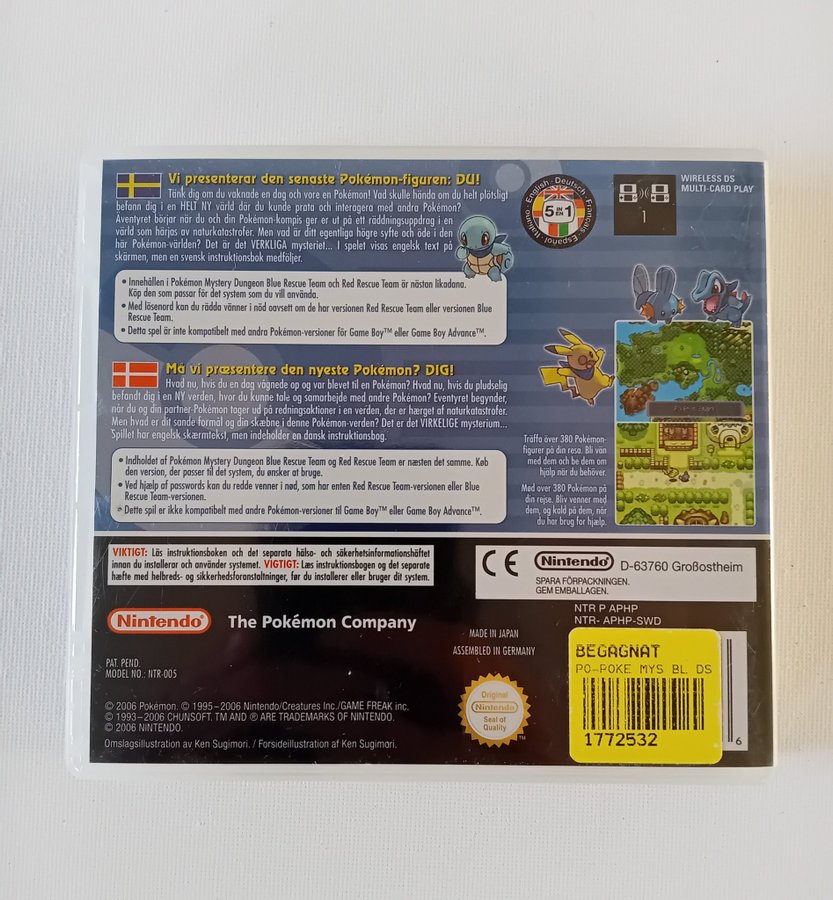 Vi presenterar den senaste Pokémon-figuren: DU!
Tänk dig om du vaknade en dag och vore en Pokémon! Vad skulle hända om du helt plötsligt
befann dig i en HELT NY värld där du kunde prata och interagera med andra Pokémon?
Äventyret börjar när du och din Pokémon-kompis ger er ut på ett räddningsuppdrag i en
värld som härjas av naturkatastrofer. Men vad är ditt egentliga högre syfte och öde i den
här Pokémon-världen? Det är det VERKLIGA mysteriet... I spelet visas engelsk text på
skärmen, men en svensk instruktionsbok medföljer.
• Innehållen i Pokémon Mystery Dungeon Blue Rescue Team och Red Rescue Team är nästan likadana.
Köp den som passar för det system som du vill använda.
• Med lösenord kan du rädda vänner i nöd oavsett om de har versionen Red Rescue Team eller versionen Blue
Rescue Team.
• Detta spel är inte kompatibelt med andra Pokémon-versioner för Game Boy™ eller Game Boy Advance™.
English - Deutsch - Français - Español - Italiano
5 IN EN 1
WIRELESS DS
MULTI-CARD PLAY
1
Må vi præsentere den nyeste Pokémon? DIG!
Hvad nu, hvis du en dag vågnede op og var blevet til en Pokémon? Hvad nu, hvis du pludselig
befandt dig i en NY verden, hvor du kunne tale og samarbejde med andre Pokémon? Eventyret begynder,
når du og din partner-Pokémon tager ud på redningsaktioner i en verden, der er hærget af naturkatastrofer.
Men hvad er dit sande formål og din skæbne i denne Pokémon-verden? Det er det VIRKELIGE mysterium...
Spillet har engelsk skærmtekst, men indeholder en dansk instruktionsbog.
• Indholdet af Pokémon Mystery Dungeon Blue Rescue Team og Red Rescue Team er næsten det samme. Køb
den version, der passer til det system, du ønsker at bruge.
• Ved hjælp af passwords kan du redde venner i nød, som har enten Red Rescue Team-versionen eller Blue
Rescue Team-versionen.
• Dette spil er ikke kompatibelt med andre Pokémon-versioner til Game Boy™ eller Game Boy Advance™.
Träffa över 380 Pokémon-
figurer på din resa. Bli vän
med dem och be dem om
hjälp när du behöver.
Mød over 380 Pokémon på
din rejse. Bliv venner med
dem, og kald på dem, når
du har brug for hjælp.
VIKTIGT: Läs instruktionsboken och det separata hälso- och säkerhetsinformationshäftet
innan du installerar och använder systemet. VIGTIGT: Læs instruktionsbogen og det separate
hæfte med helbreds- og sikkerhedsforanstaltninger, før du installerer eller bruger dit system.
CE Nintendo D-63760 Großostheim
SPARA FÖRPACKNINGEN.
GEM EMBALLAGEN.
NTR P APHP
NTR- APHP-SWD
Nintendo The Pokémon Company
MADE IN JAPAN
ASSEMBLED IN GERMANY
PAT. PEND.
MODEL NO.: NTR-005
© 2006 Pokémon. © 1995–2006 Nintendo/Creatures Inc./GAME FREAK inc.
© 1993–2006 CHUNSOFT. TM AND ® ARE TRADEMARKS OF NINTENDO.
© 2006 NINTENDO.
Omslagsillustration av Ken Sugimori. / Forsideillustration af Ken Sugimori.
Original
Nintendo
Seal of
Quality
TM
BEGAGNAT
PO-POKE MYS BL DS
1772532
6